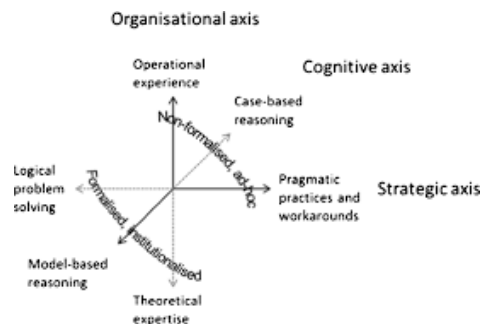 Organisational axis
Operational
experience
Cognitive axis
Case-based
reasoning
Non-formalised, ad-hoc
Logical
problem
solving
Pragmatic
practices and
workarounds
Strategic axis
Formalised, institutionalised
Model-based
reasoning
Theoretical
expertise